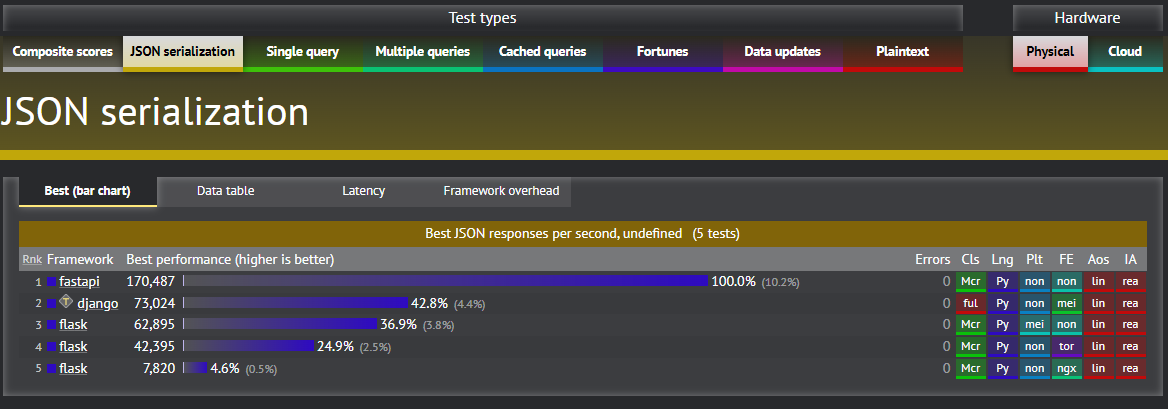 Test types Hardware
Composite scores JSON serialization Single query Multiple queries Cached queries Fortunes Data updates Plaintext Physical Cloud
JSON serialization
Best (bar chart) Data table Latency Framework overhead
Best JSON responses per second, undefined (5 tests)
Rnk Framework Best performance (higher is better) Errors Cls Lng Plt FE Aos IA
1 fastapi 170,487 100.0% (10.2%) 0 Mcr Py non non lin rea
2 T django 73,024 42.8% (4.4%) 0 ful Py non mei lin rea
3 flask 62,895 36.9% (3.8%) 0 Mcr Py mei non lin rea
4 flask 42,395 24.9% (2.5%) 0 Mcr Py non tor lin rea
5 flask 7,820 4.6% (0.5%) 0 Mcr Py non ngx lin rea